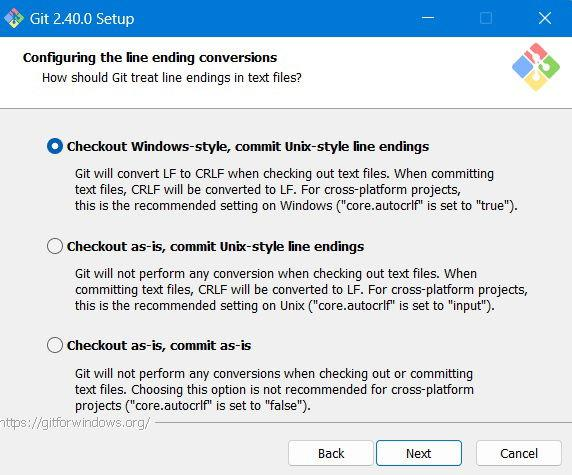 Git 2.40.0 Setup
Configuring the line ending conversions
How should Git treat line endings in text files?
Checkout Windows-style, commit Unix-style line endings
Git will convert LF to CRLF when checking out text files. When committing
text files, CRLF will be converted to LF. For cross-platform projects,
this is the recommended setting on Windows ("core.autocrlf" is set to "true").
Checkout as-is, commit Unix-style line endings
Git will not perform any conversion when checking out text files. When
committing text files, CRLF will be converted to LF. For cross-platform projects,
this is the recommended setting on Unix ("core.autocrlf" is set to "input").
Checkout as-is, commit as-is
Git will not perform any conversions when checking out or committing
text files. Choosing this option is not recommended for cross-platform
projects ("core.autocrlf" is set to "false").
https://gitforwindows.org/
Back Next Cancel